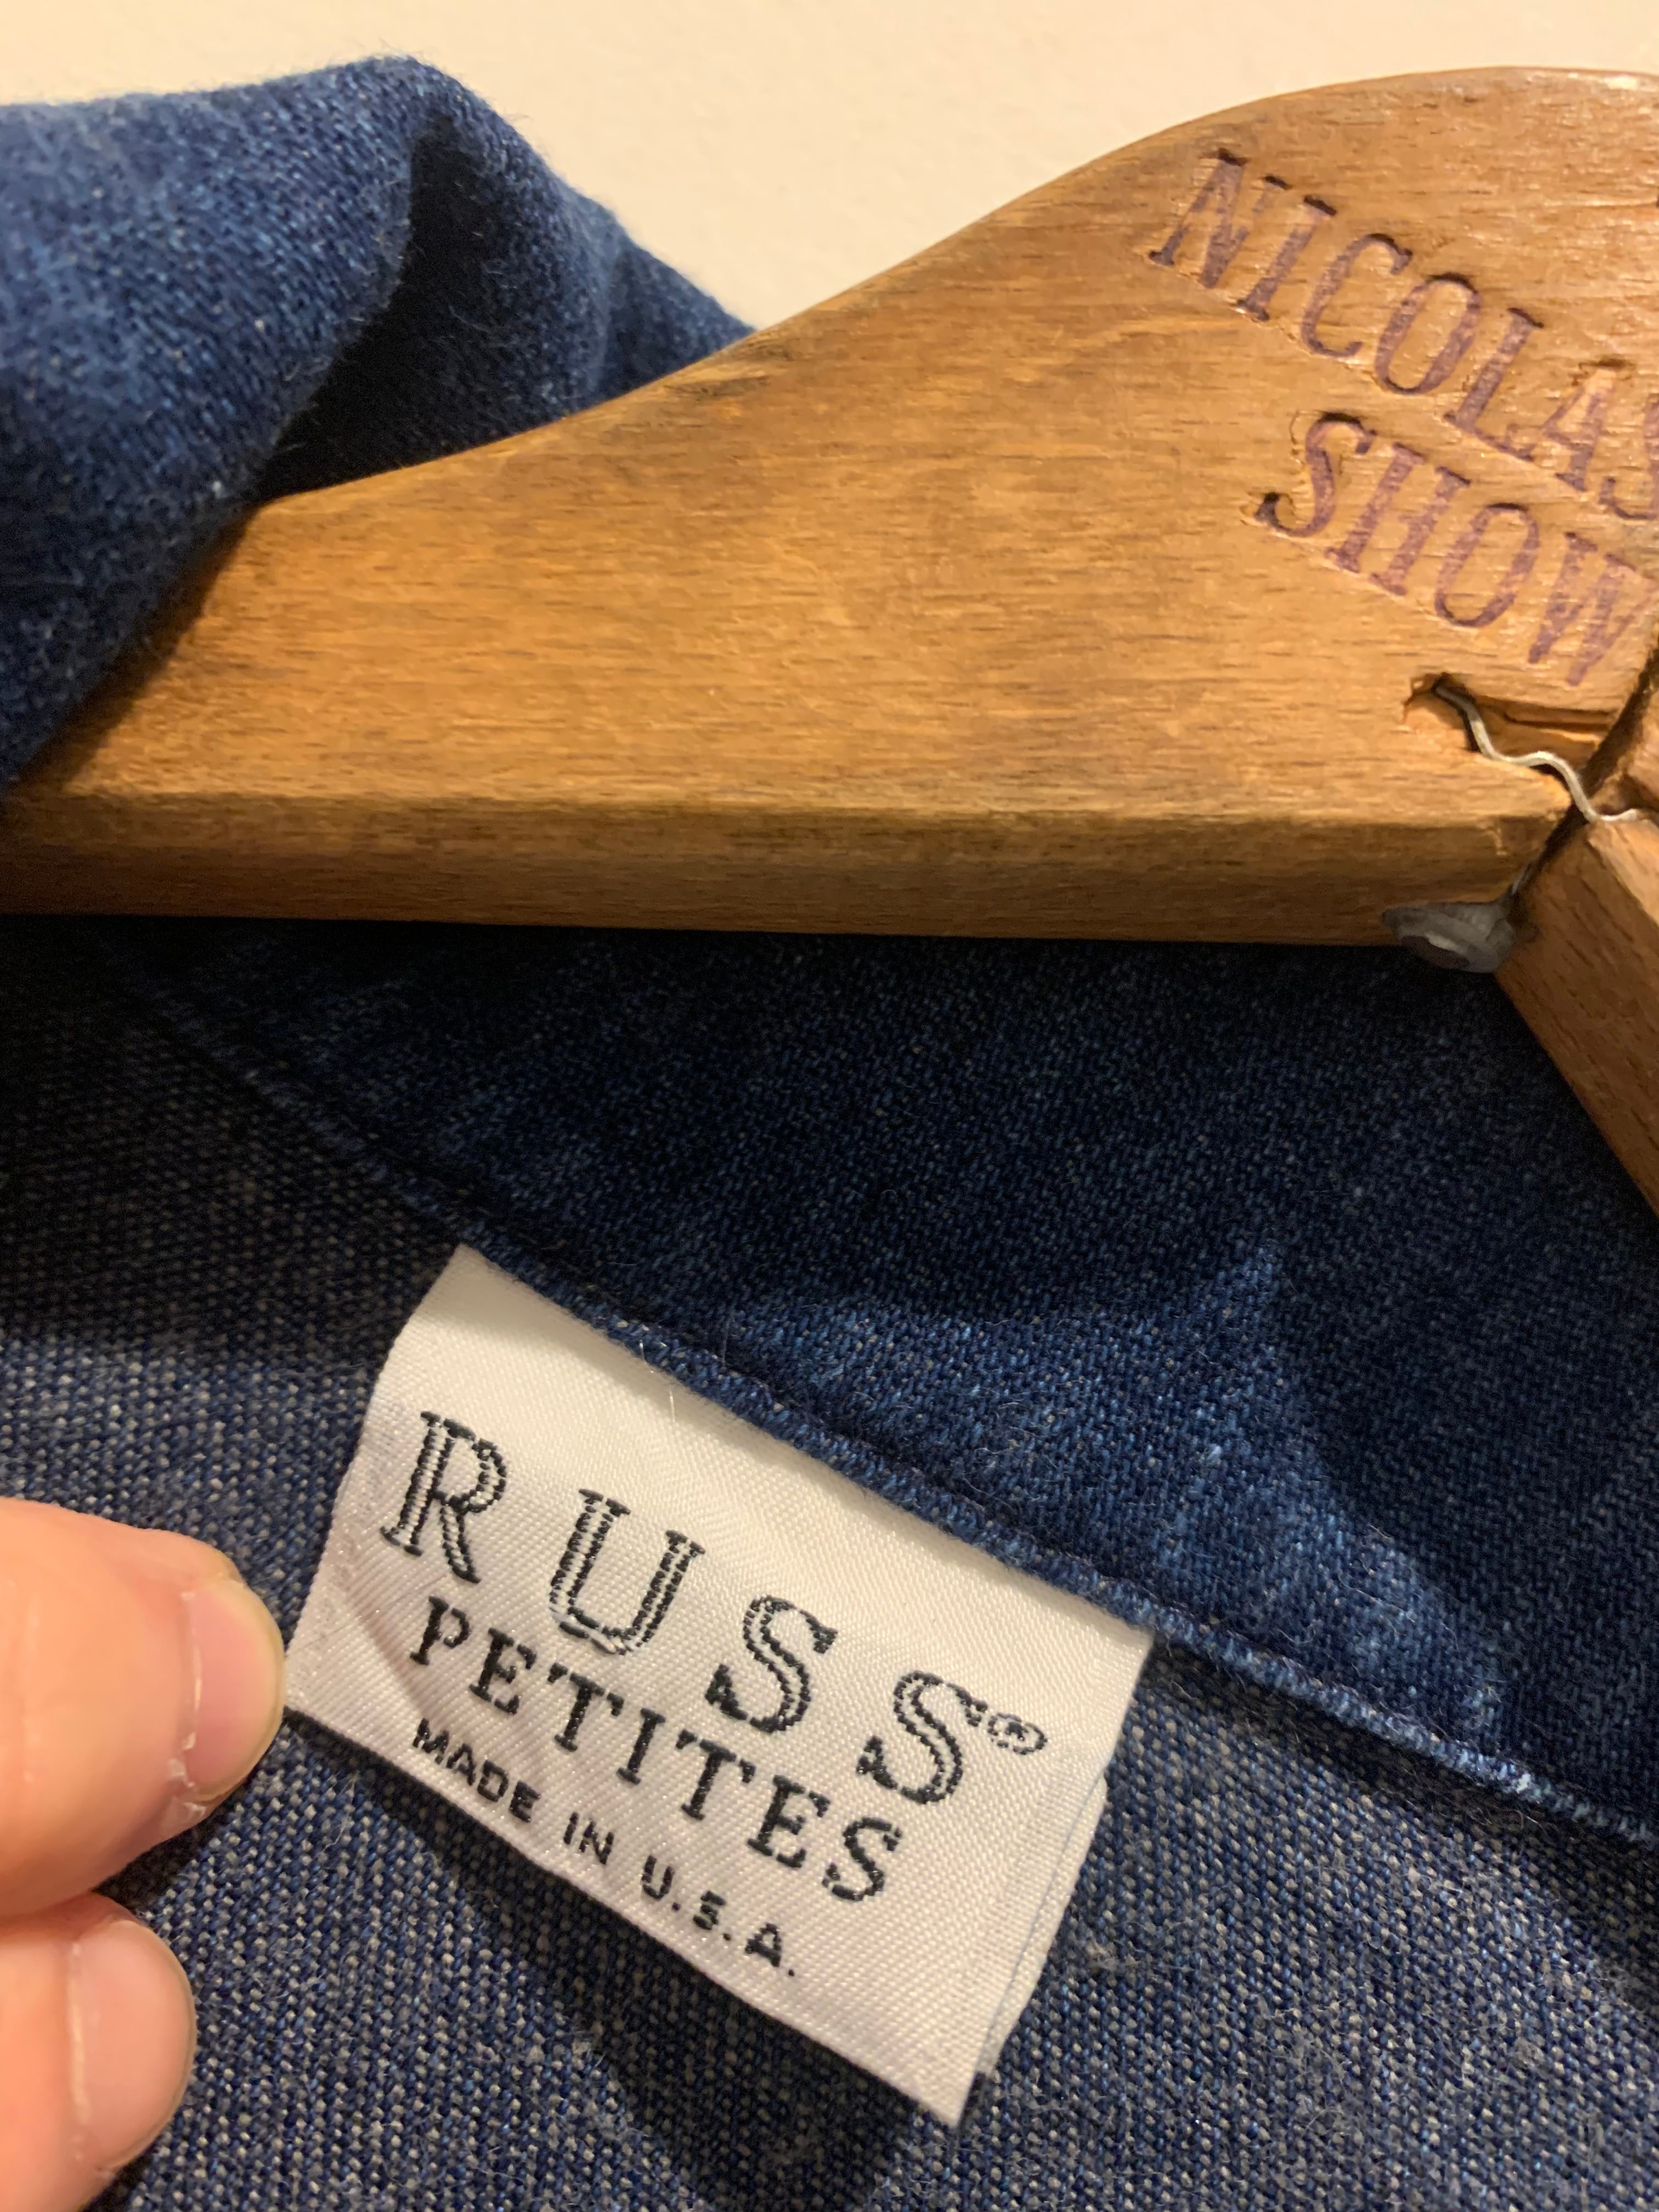 NICOLAS
SHOW
RUSS®
PETITES
MADE IN U.S.A.